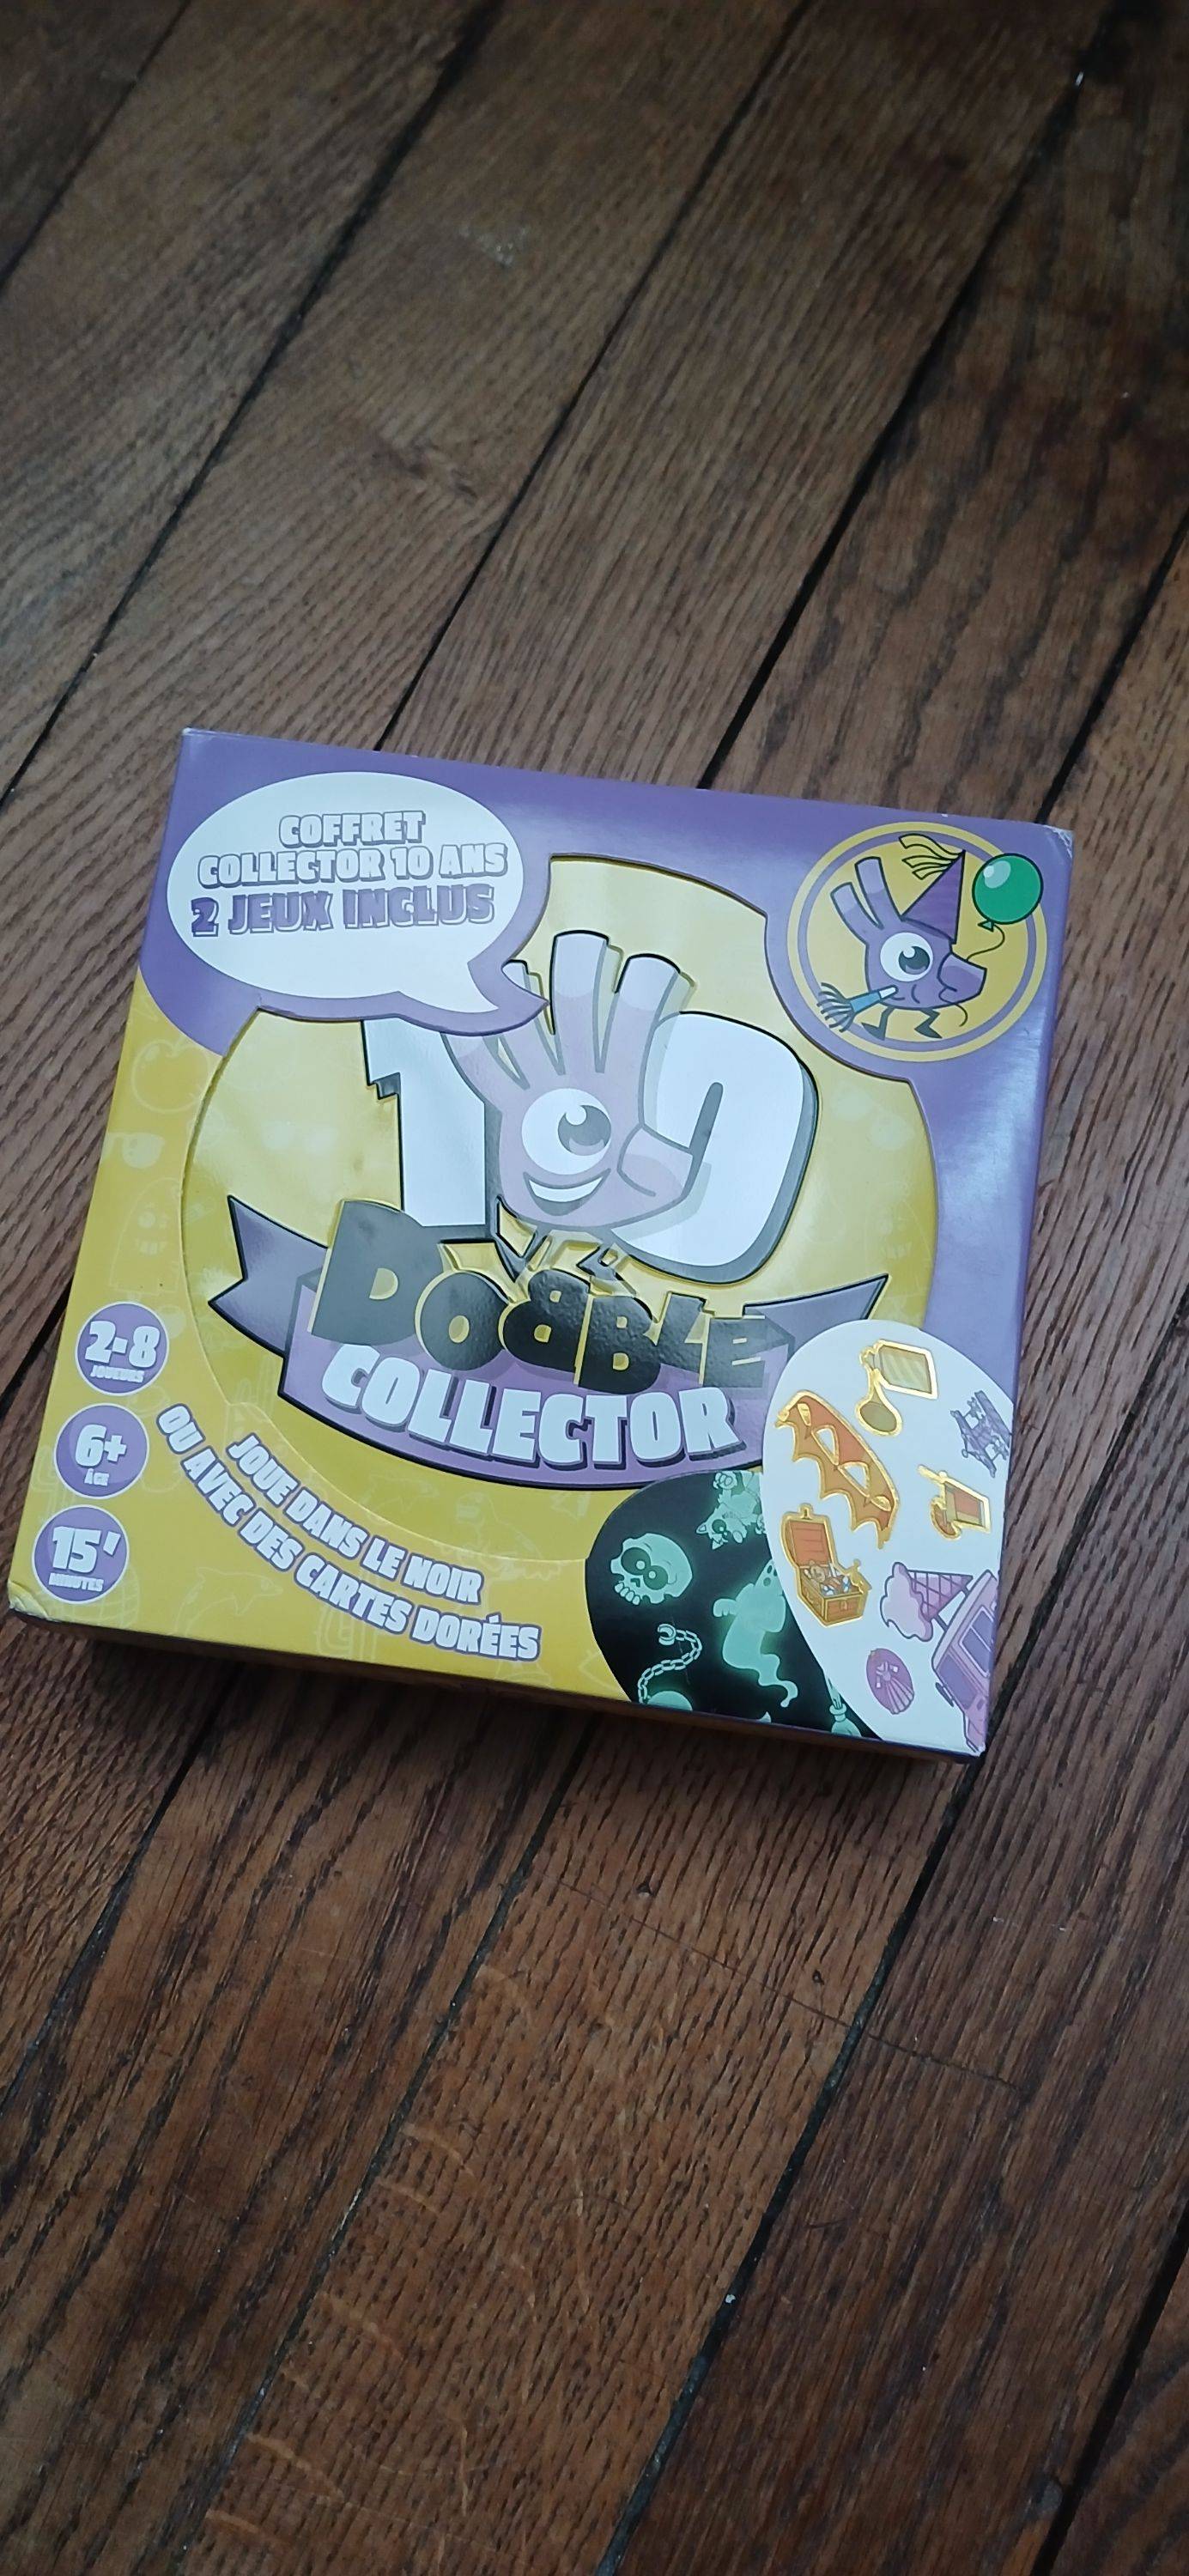 COFFRET
COLLECTOR 10 ANS
2 JEUX INCLUS
10
DOBBLE
COLLECTOR
2-8
JOUEURS
6+
15'
MINUTES
JOUE DANS LE NOIR
OU AVEC DES CARTES DORÉES